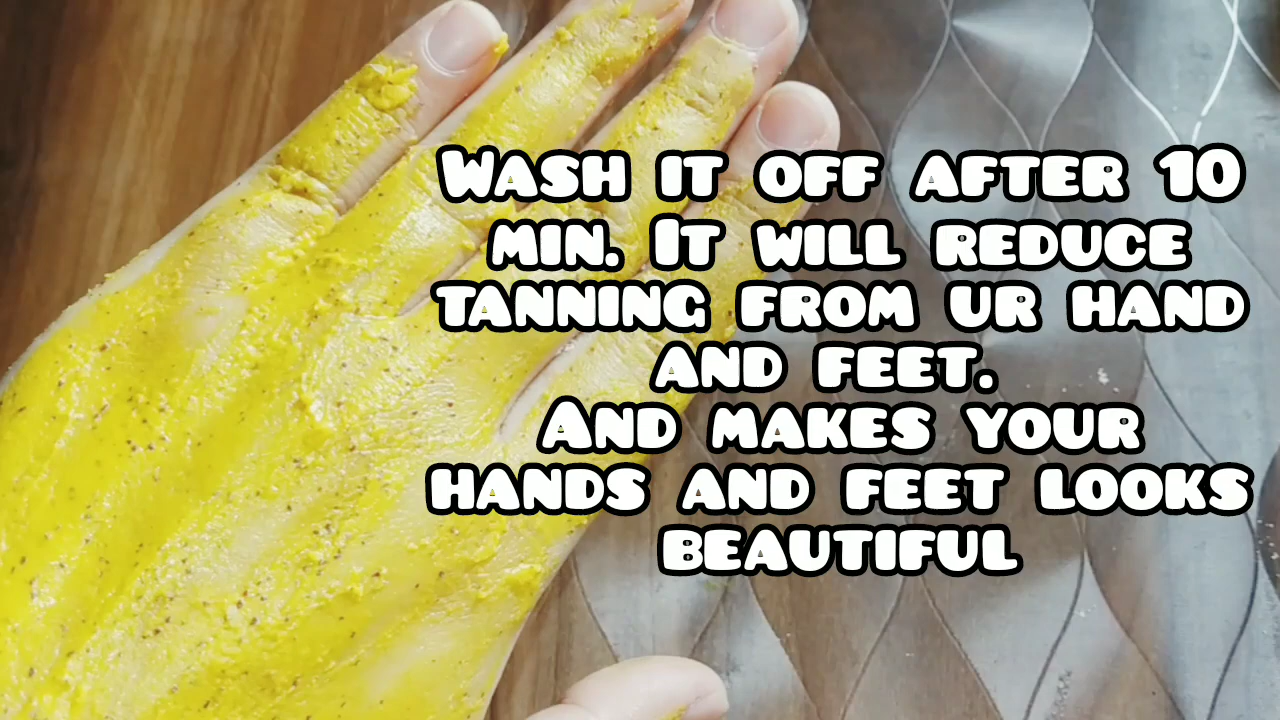 Wash it off after 10
min. It will reduce
tanning from ur hand
and feet.
And makes your
hands and feet looks
beautiful